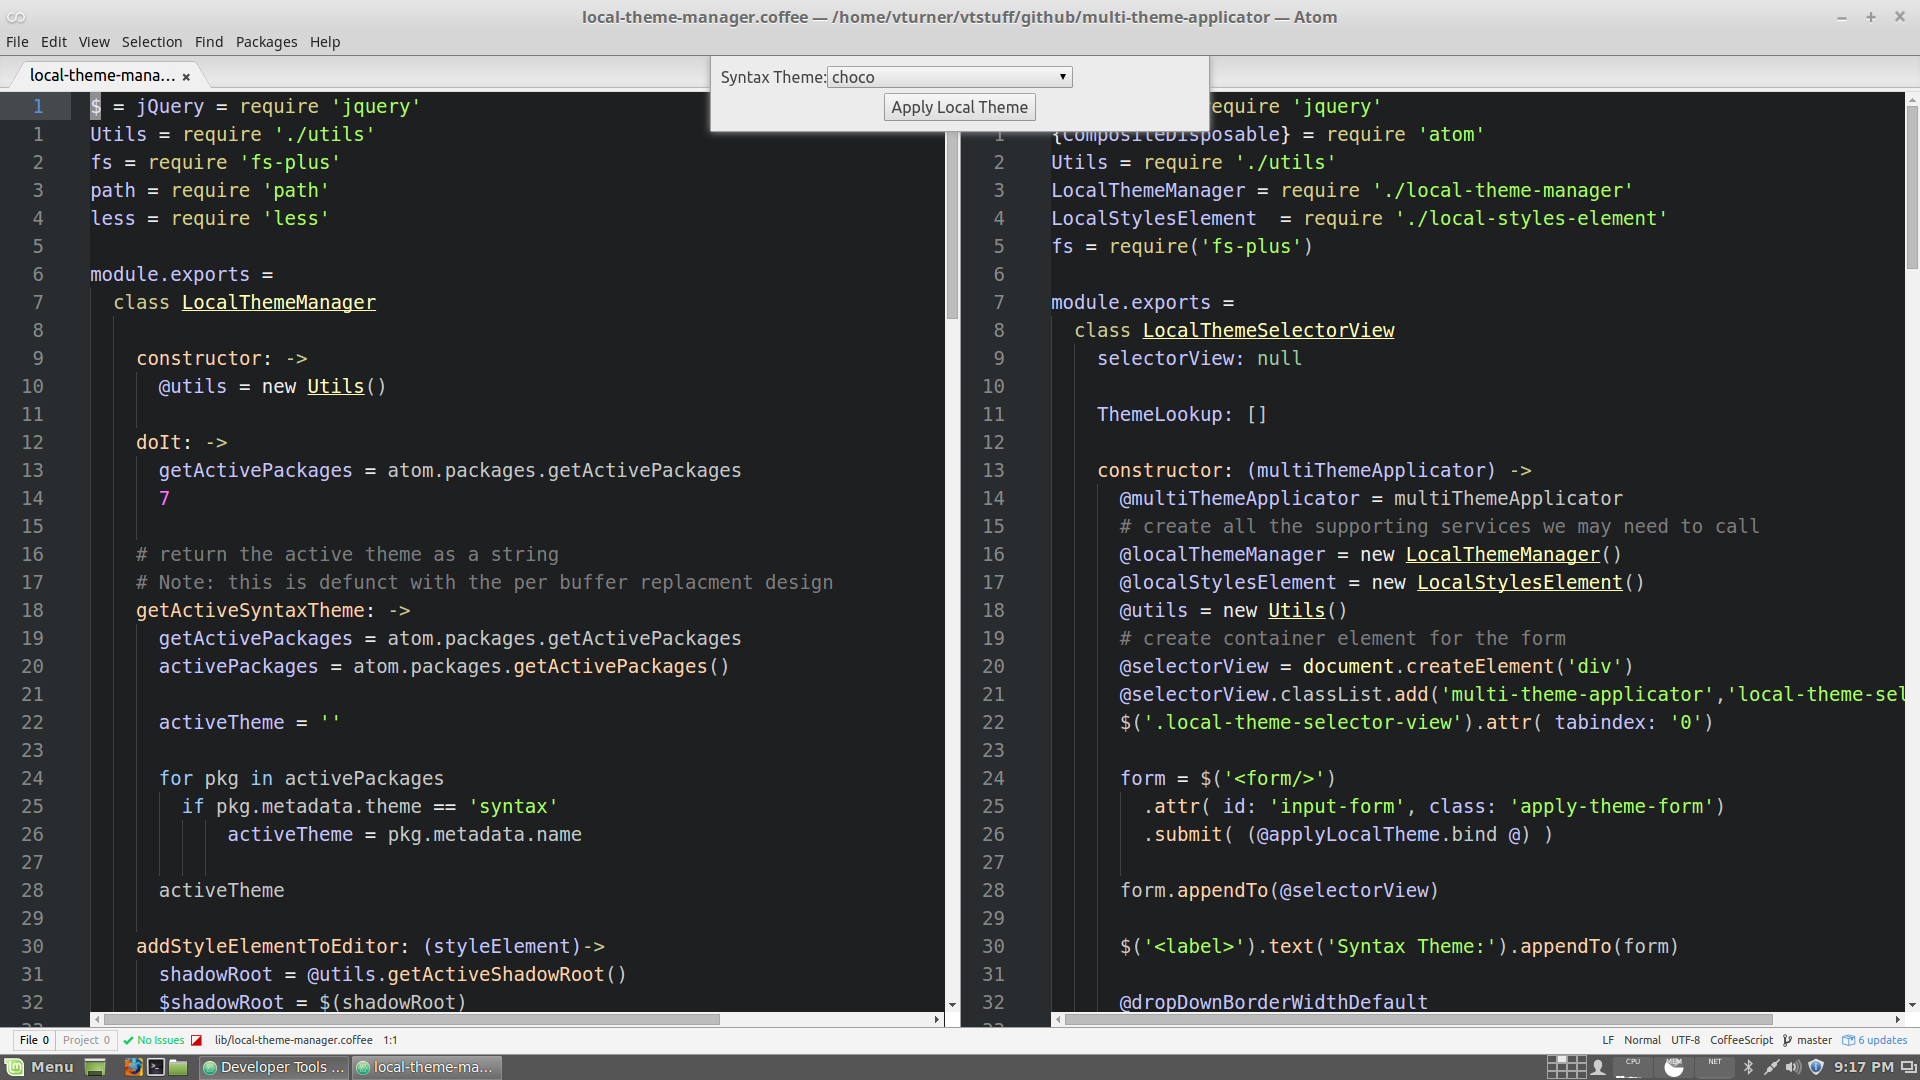 local-theme-manager.coffee — /home/vturner/vtstuff/github/multi-theme-applicator — Atom
File Edit View Selection Find Packages Help
local-theme-mana... ×
Syntax Theme: choco
Apply Local Theme
1 $ = jQuery = require 'jquery'
1 Utils = require './utils'
2 fs = require 'fs-plus'
3 path = require 'path'
4 less = require 'less'
5
6 module.exports =
7 class LocalThemeManager
8
9 constructor: ->
10 @utils = new Utils()
11
12 doIt: ->
13 getActivePackages = atom.packages.getActivePackages
14 7
15
16 # return the active theme as a string
17 # Note: this is defunct with the per buffer replacment design
18 getActiveSyntaxTheme: ->
19 getActivePackages = atom.packages.getActivePackages
20 activePackages = atom.packages.getActivePackages()
21
22 activeTheme = ''
23
24 for pkg in activePackages
25 if pkg.metadata.theme == 'syntax'
26 activeTheme = pkg.metadata.name
27
28 activeTheme
29
30 addStyleElementToEditor: (styleElement)->
31 shadowRoot = @utils.getActiveShadowRoot()
32 $shadowRoot = $(shadowRoot)
equire 'jquery'
1 {CompositeDisposable} = require 'atom'
2 Utils = require './utils'
3 LocalThemeManager = require './local-theme-manager'
4 LocalStylesElement = require './local-styles-element'
5 fs = require('fs-plus')
6
7 module.exports =
8 class LocalThemeSelectorView
9 selectorView: null
10
11 ThemeLookup: []
12
13 constructor: (multiThemeApplicator) ->
14 @multiThemeApplicator = multiThemeApplicator
15 # create all the supporting services we may need to call
16 @localThemeManager = new LocalThemeManager()
17 @localStylesElement = new LocalStylesElement()
18 @utils = new Utils()
19 # create container element for the form
20 @selectorView = document.createElement('div')
21 @selectorView.classList.add('multi-theme-applicator','local-theme-sel
22 $('.local-theme-selector-view').attr( tabindex: '0')
23
24 form = $('<form/>')
25 .attr( id: 'input-form', class: 'apply-theme-form')
26 .submit( (@applyLocalTheme.bind @) )
27
28 form.appendTo(@selectorView)
29
30 $('<label>').text('Syntax Theme:').appendTo(form)
31
32 @dropDownBorderWidthDefault
File 0 Project 0 No Issues lib/local-theme-manager.coffee 1:1 LF Normal UTF-8 CoffeeScript master 6 updates
Menu Developer Tools ... local-theme-ma... CPU MEM NET 9:17 PM